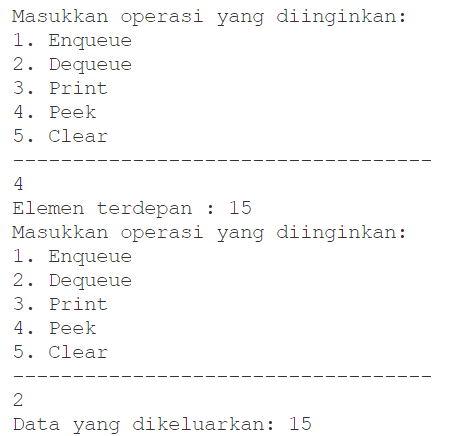 Masukkan operasi yang diinginkan:
1. Enqueue
2. Dequeue
3. Print
4. Peek
5. Clear
-----------------------------------
4
Elemen terdepan : 15
Masukkan operasi yang diinginkan:
1. Enqueue
2. Dequeue
3. Print
4. Peek
5. Clear
-----------------------------------
2
Data yang dikeluarkan: 15